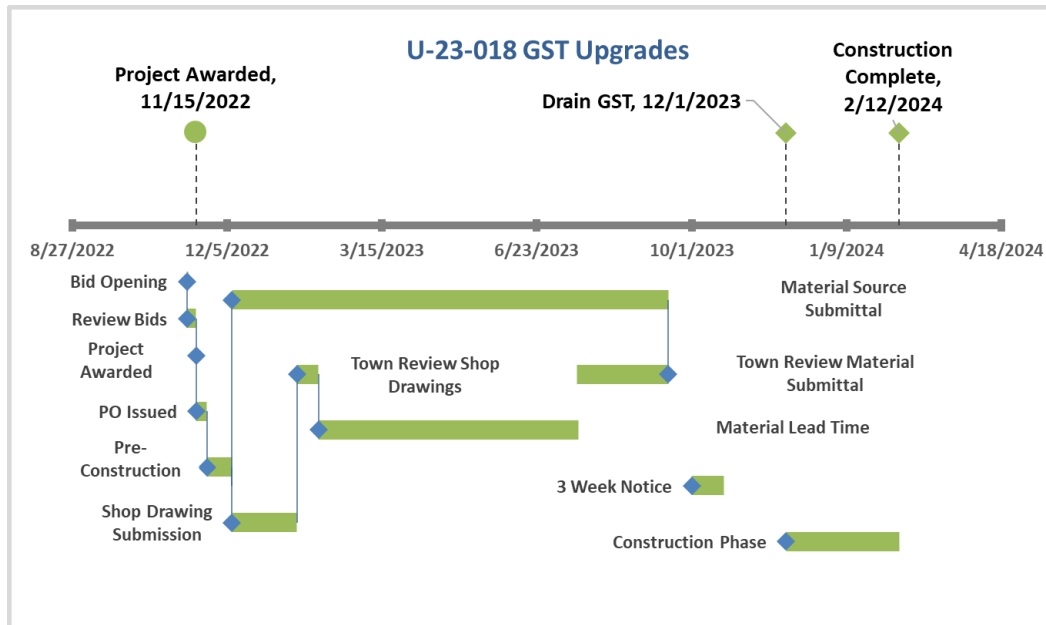 U-23-018 GST Upgrades
Project Awarded,
11/15/2022
Drain GST, 12/1/2023
Construction
Complete,
2/12/2024
8/27/2022
12/5/2022
3/15/2023
6/23/2023
10/1/2023
1/9/2024
4/18/2024
Bid Opening
Material Source
Submittal
Review Bids
Project
Awarded
Town Review Shop
Drawings
Town Review Material
Submittal
PO Issued
Material Lead Time
Pre-
Construction
3 Week Notice
Shop Drawing
Submission
Construction Phase